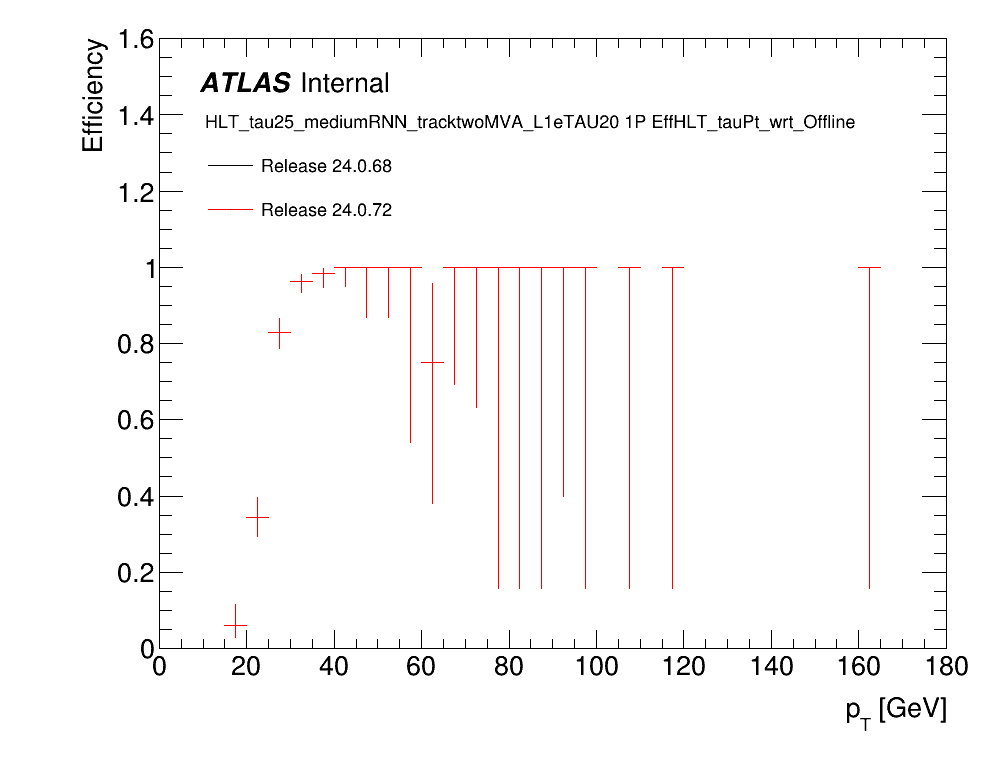 Efficiency
1.6
1.4
1.2
1
0.8
0.6
0.4
0.2
0
ATLAS Internal
HLT_tau25_mediumRNN_tracktwoMVA_L1eTAU20 1P EffHLT_tauPt_wrt_Offline
Release 24.0.68
Release 24.0.72
0 20 40 60 80 100 120 140 160 180
p_T [GeV]